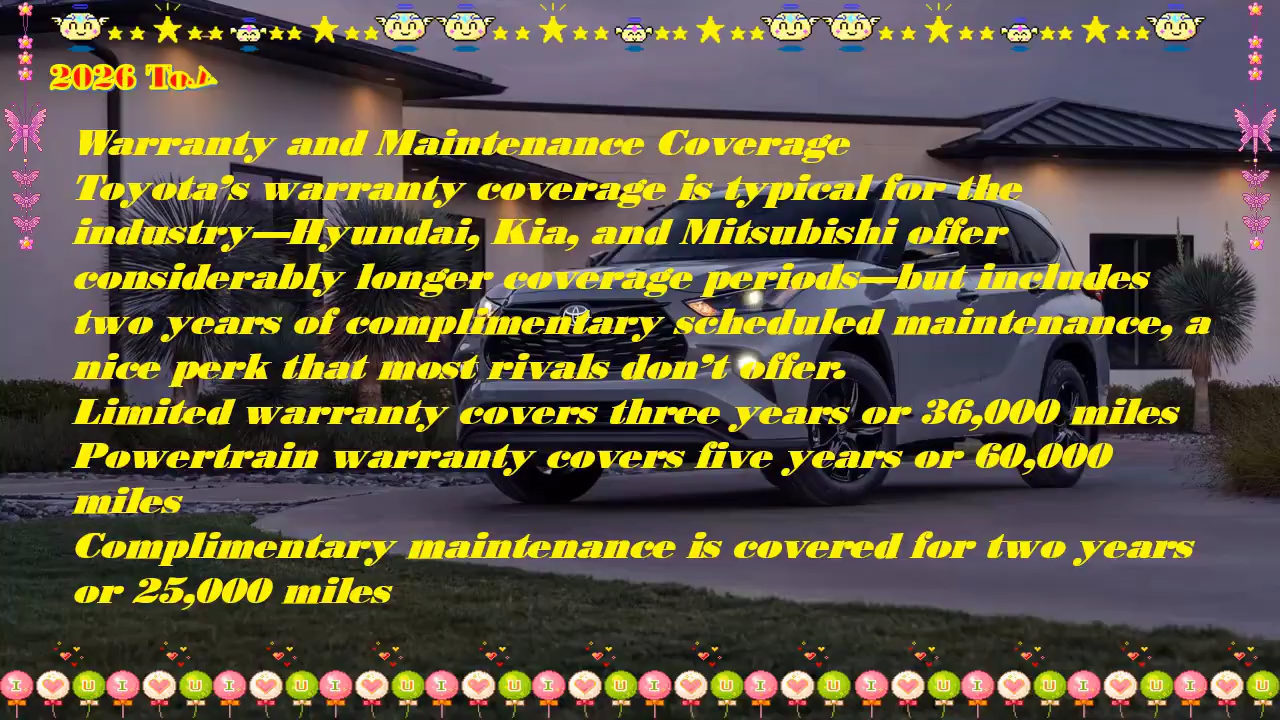 2026 To
Warranty and Maintenance Coverage
Toyota’s warranty coverage is typical for the
industry—Hyundai, Kia, and Mitsubishi offer
considerably longer coverage periods—but includes
two years of complimentary scheduled maintenance, a
nice perk that most rivals don’t offer.
Limited warranty covers three years or 36,000 miles
Powertrain warranty covers five years or 60,000
miles
Complimentary maintenance is covered for two years
or 25,000 miles
I U I U I U I U I U I U I U I U I U I U I U I U